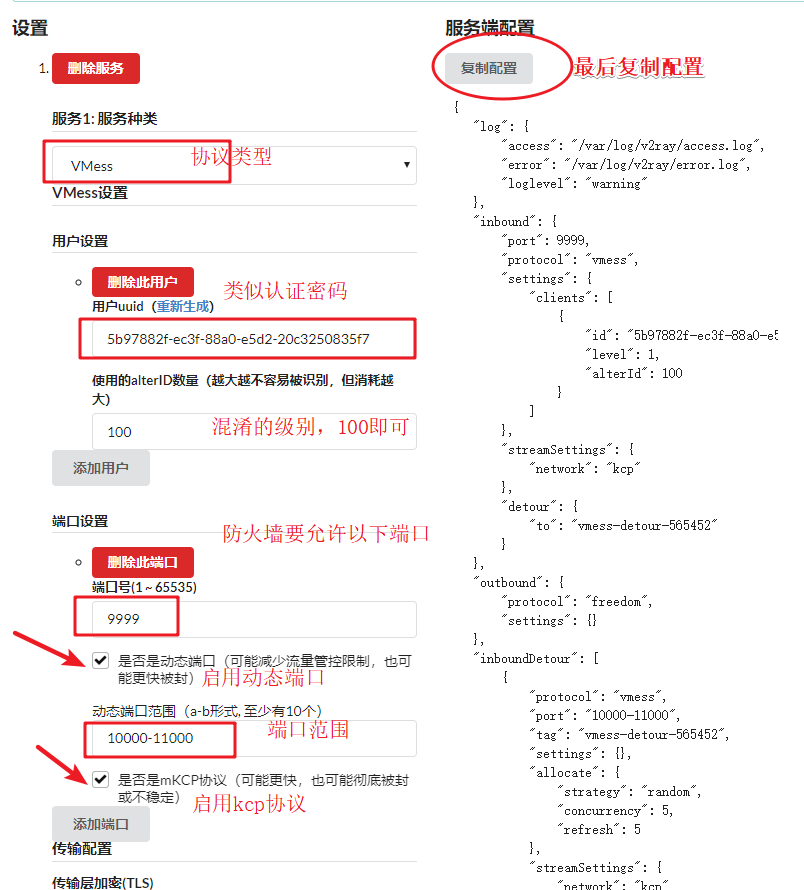 设置
1. 删除服务
服务1: 服务种类
VMess
协议类型
VMess设置
用户设置
删除此用户
类似认证密码
用户uuid（重新生成）
5b97882f-ec3f-88a0-e5d2-20c3250835f7
使用的alterID数量（越大越不容易被识别，但消耗越
大）
100
混淆的级别，100即可
添加用户
端口设置
防火墙要允许以下端口
删除此端口
端口号(1 ~ 65535)
9999
是否是动态端口（可能减少流量管控限制，也可
能更快被封）
启用动态端口
动态端口范围（a-b形式, 至少有10个）
端口范围
10000-11000
是否是mKCP协议（可能更快，也可能彻底被封
或不稳定）
启用kcp协议
添加端口
传输配置
传输层加密(TLS)
服务端配置
复制配置
最后复制配置
{
"log": {
"access": "/var/log/v2ray/access.log",
"error": "/var/log/v2ray/error.log",
"loglevel": "warning"
},
"inbound": {
"port": 9999,
"protocol": "vmess",
"settings": {
"clients": [
{
"id": "5b97882f-ec3f-88a0-e5
"level": 1,
"alterId": 100
}
]
},
"streamSettings": {
"network": "kcp"
},
"detour": {
"to": "vmess-detour-565452"
}
},
"outbound": {
"protocol": "freedom",
"settings": {}
},
"inboundDetour": [
{
"protocol": "vmess",
"port": "10000-11000",
"tag": "vmess-detour-565452",
"settings": {},
"allocate": {
"strategy": "random",
"concurrency": 5,
"refresh": 5
},
"streamSettings": {
"network": "kcp"